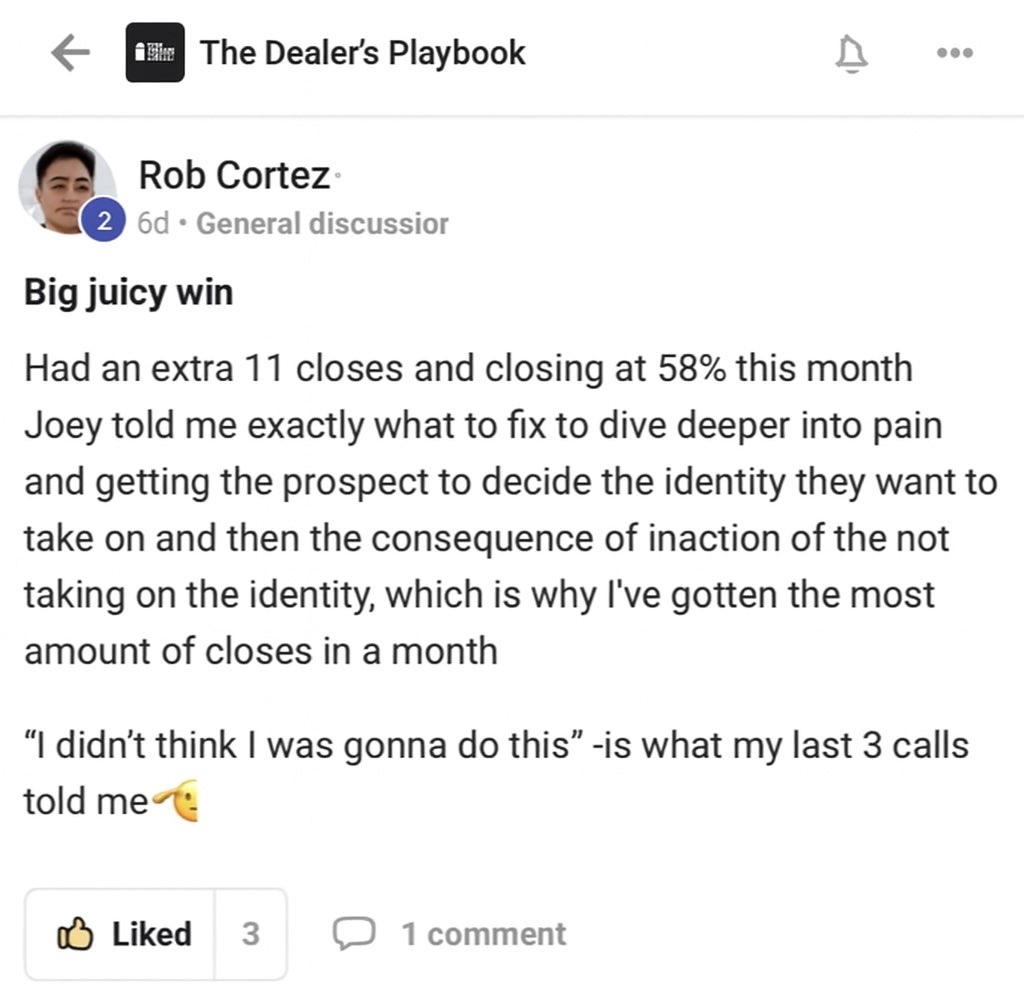 The Dealer's Playbook
Rob Cortez
2
6d • General discussior
Big juicy win
Had an extra 11 closes and closing at 58% this month
Joey told me exactly what to fix to dive deeper into pain
and getting the prospect to decide the identity they want to
take on and then the consequence of inaction of the not
taking on the identity, which is why I've gotten the most
amount of closes in a month
“I didn’t think I was gonna do this” -is what my last 3 calls
told me
Liked 3 1 comment